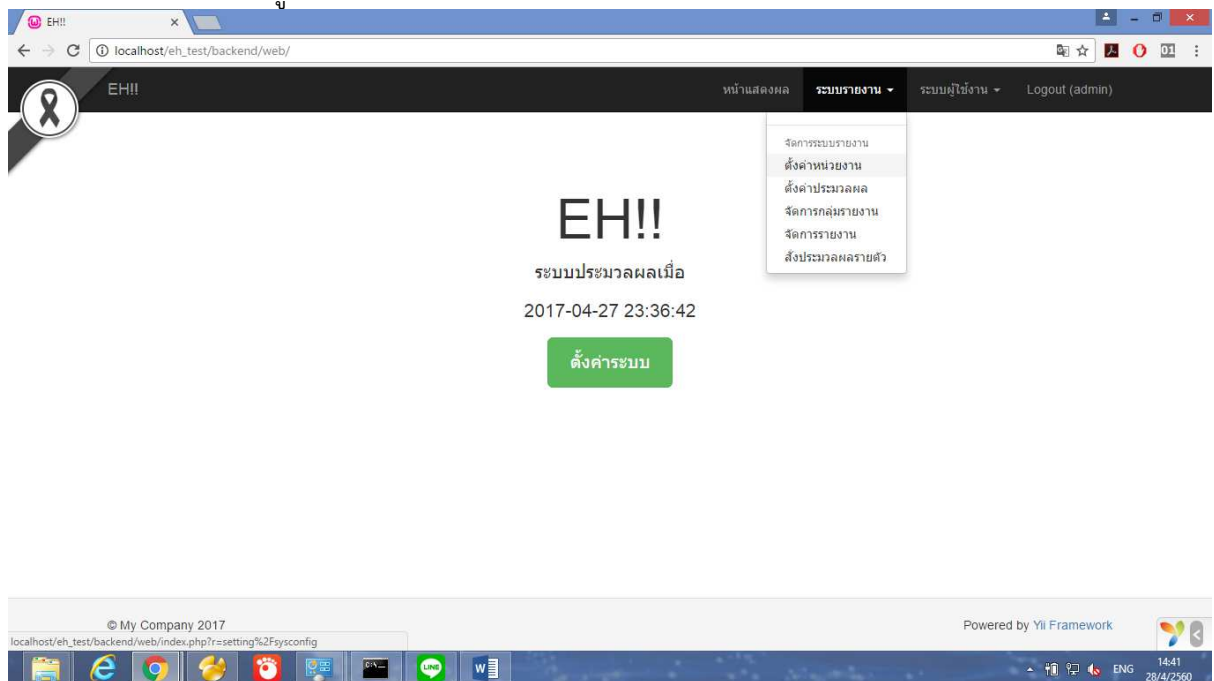 EH!!
localhost/eh_test/backend/web/
EH!!
หน้าแสดงผล
ระบบรายงาน
ระบบผู้ใช้งาน
Logout (admin)
จัดการระบบรายงาน
ตั้งค่าหน่วยงาน
ตั้งค่าประมวลผล
จัดการกลุ่มรายงาน
จัดการรายงาน
สั่งประมวลผลรายตัว
EH!!
ระบบประมวลผลเมื่อ
2017-04-27 23:36:42
ตั้งค่าระบบ
© My Company 2017
Powered by Yii Framework
localhost/eh_test/backend/web/index.php?r=setting%2Fsysconfig
LINE
ENG
14:41
28/4/2560